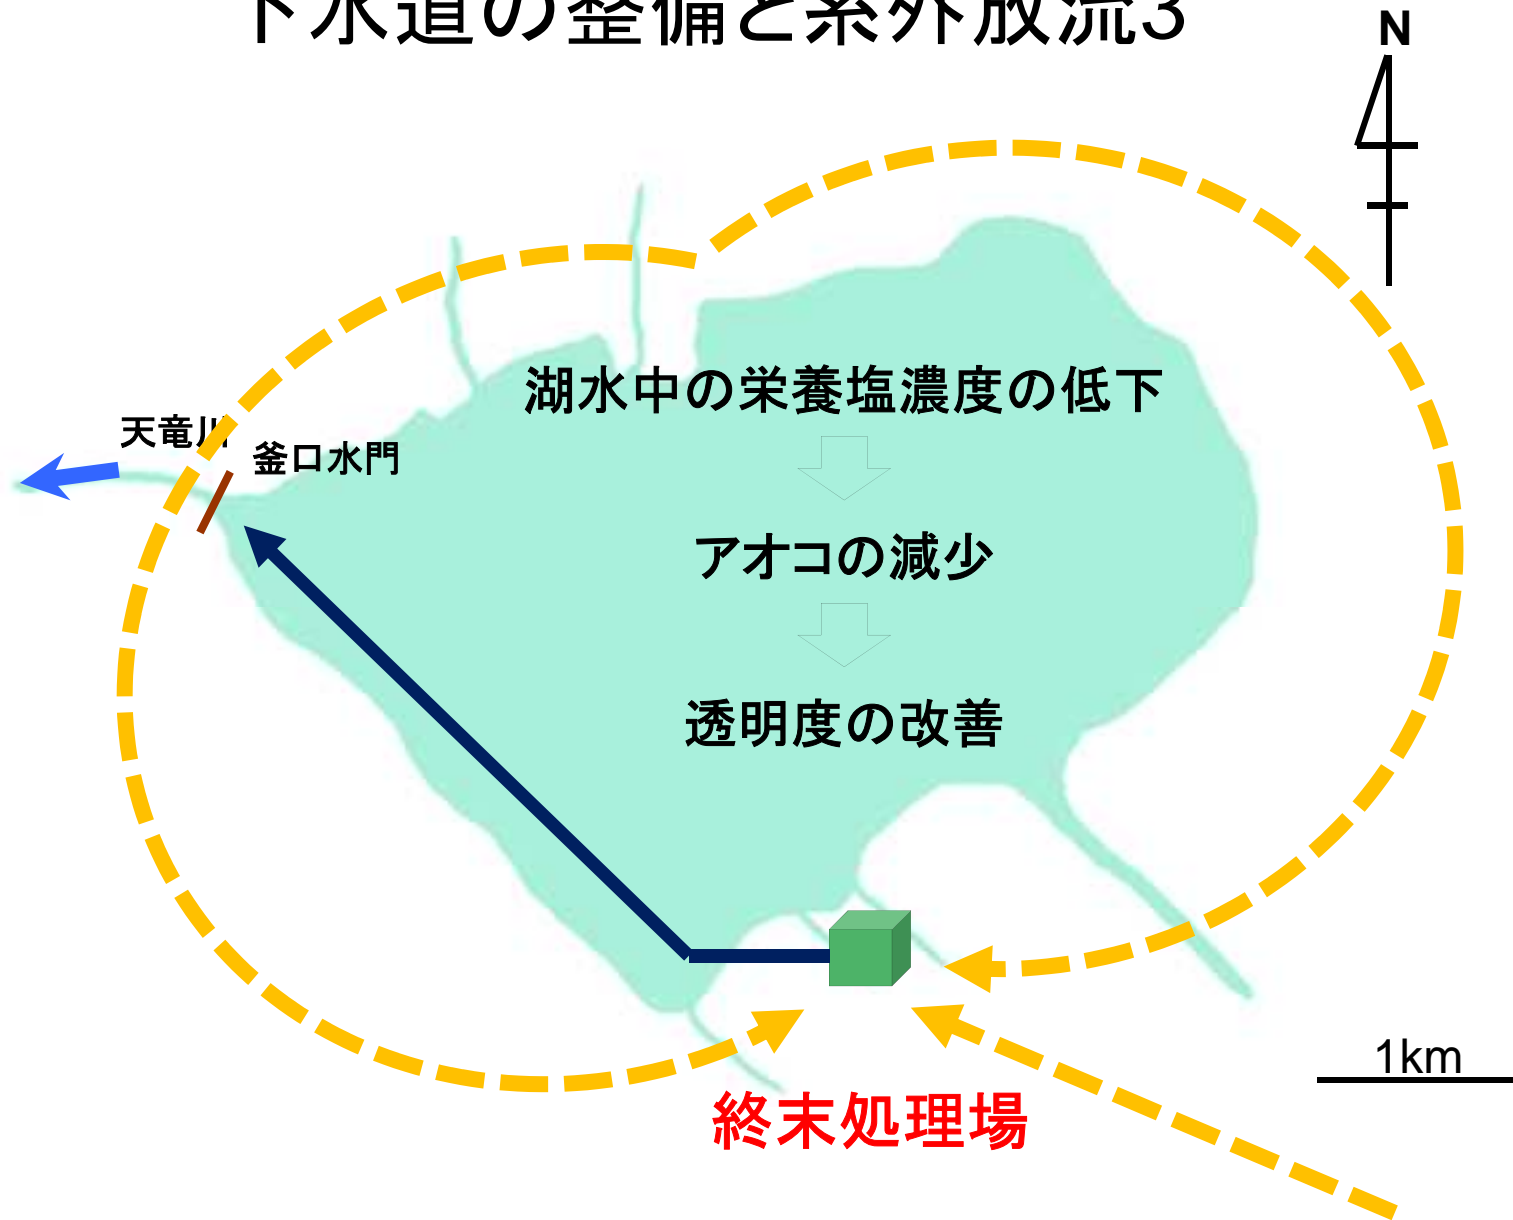 下水道の整備と系外放流3
N
湖水中の栄養塩濃度の低下
天竜川
釜口水門
アオコの減少
透明度の改善
1km
終末処理場